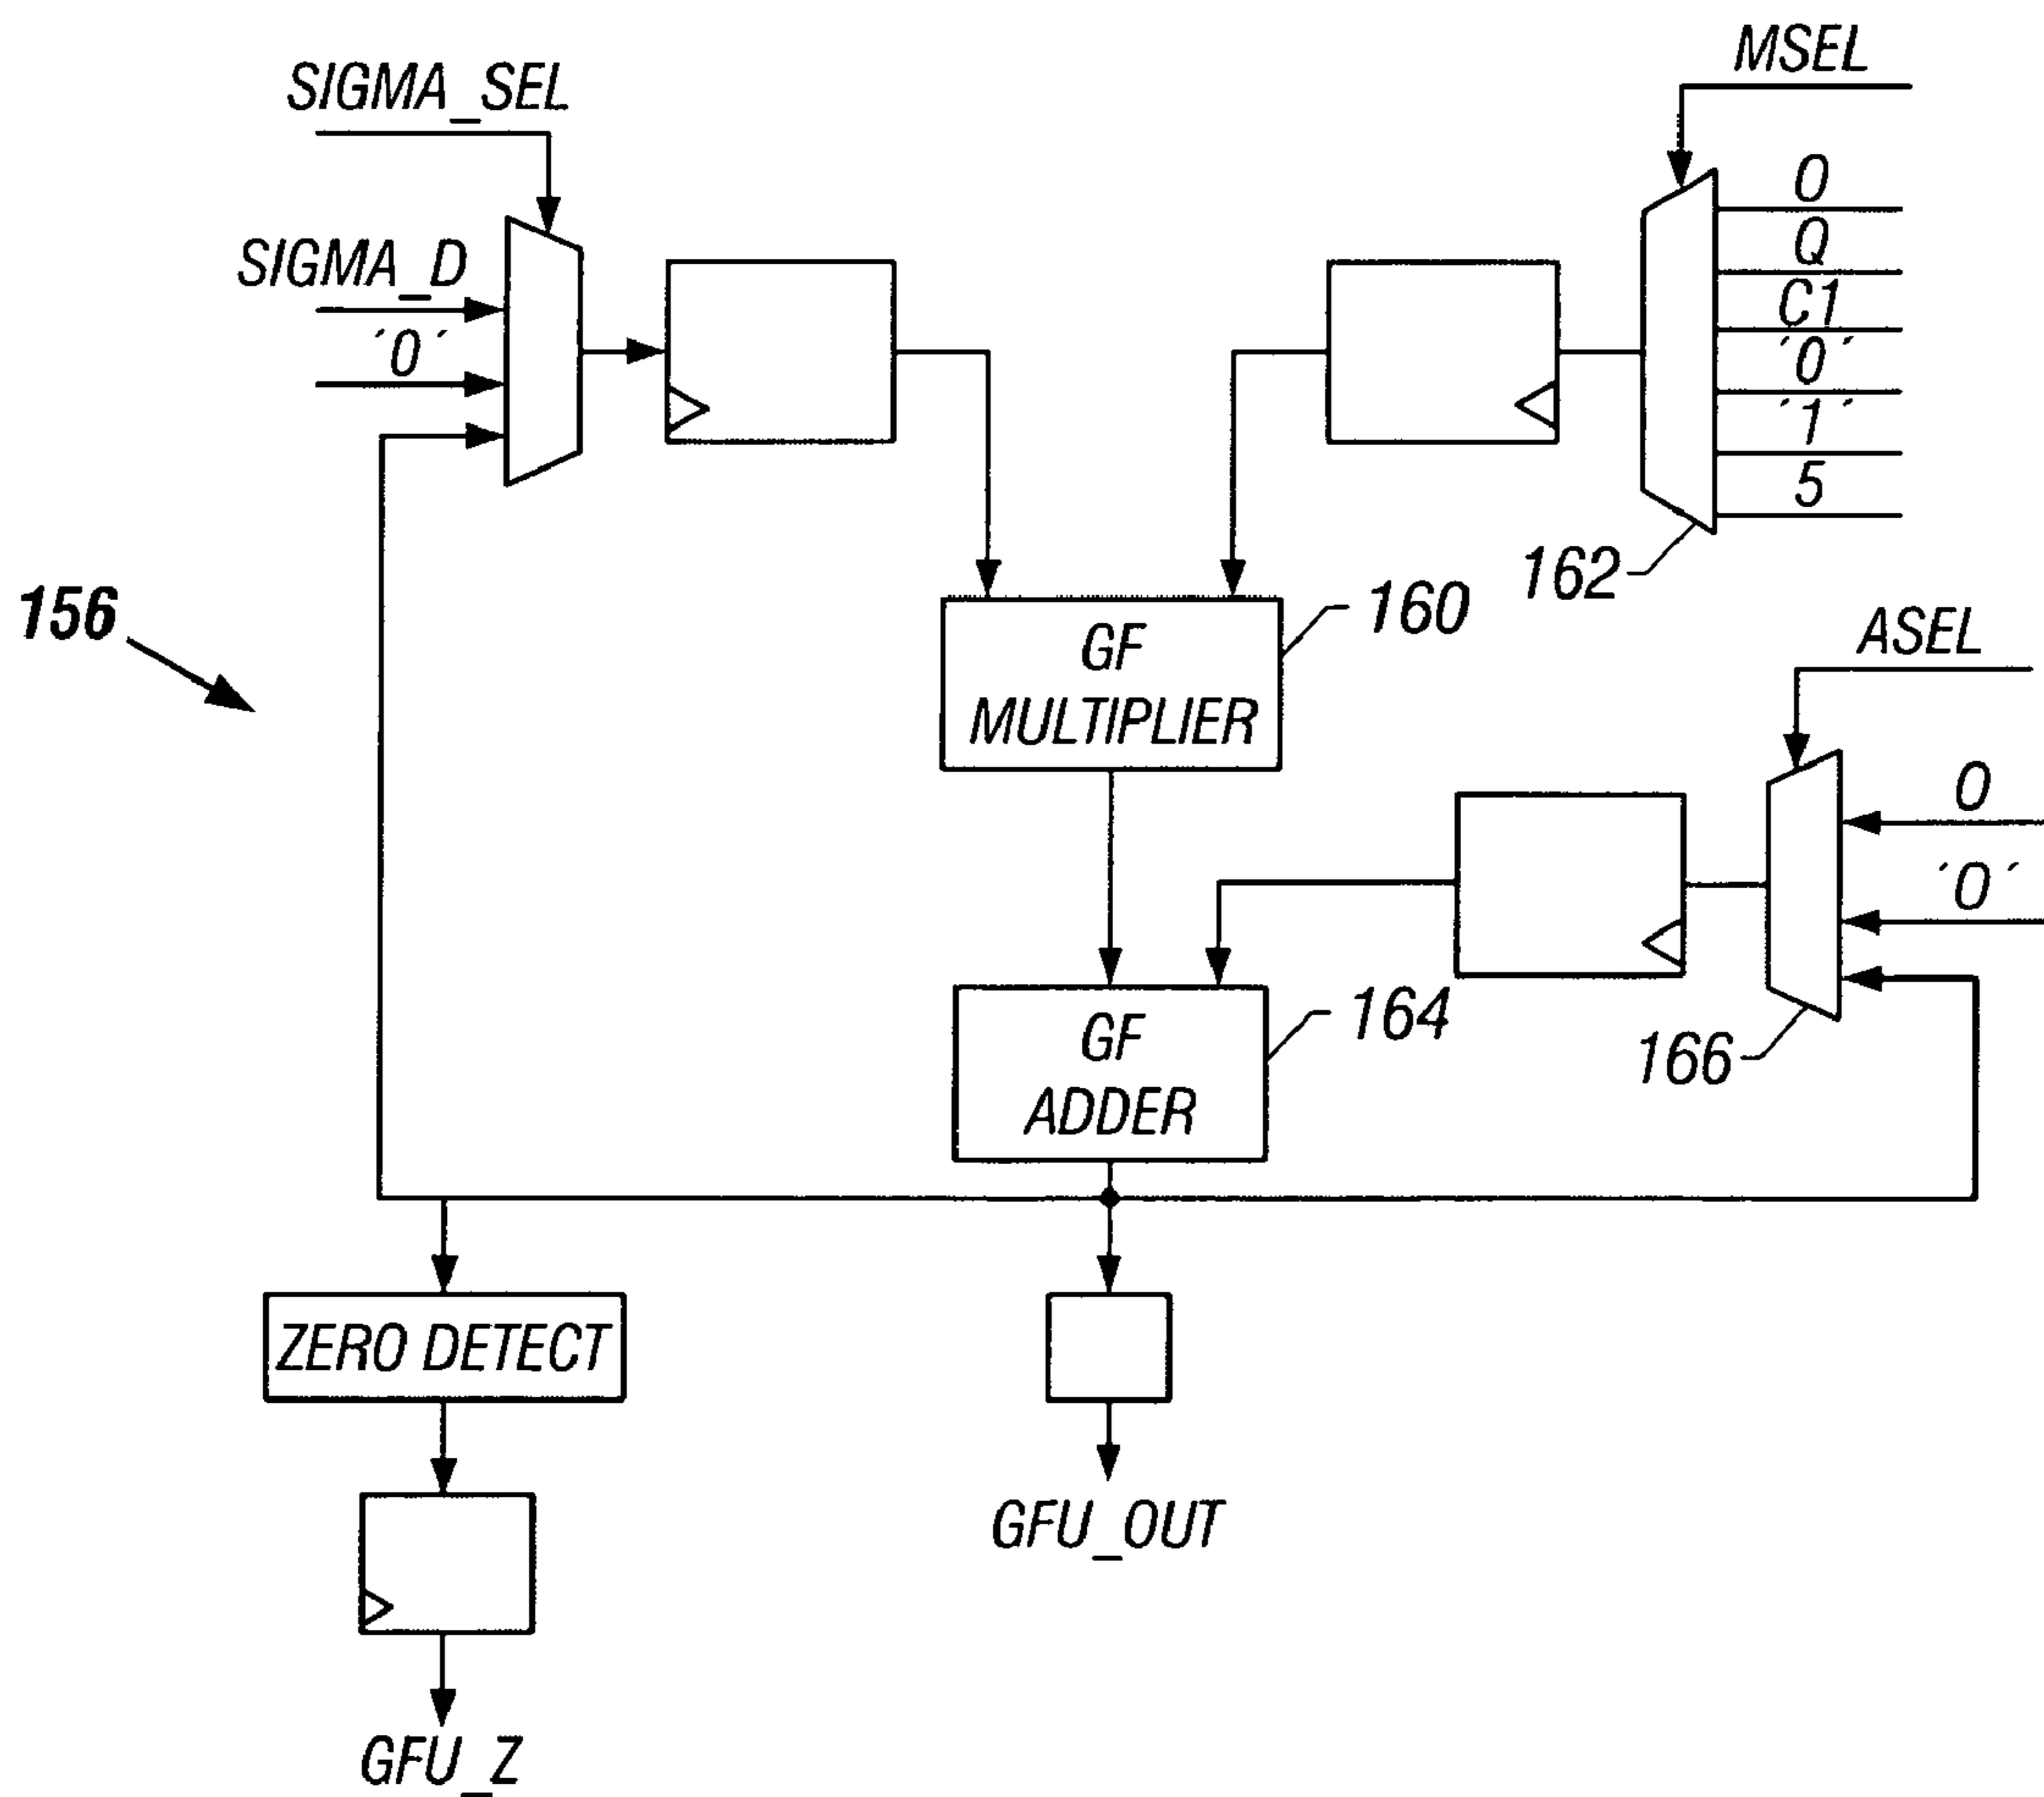 MSEL
SIGMA_SEL
0
SIGMA_D
Q
C1
'0'
'0'
'1'
5
162
160
156
GF
MULTIPLIER
ASEL
0
'0'
164
166
GF
ADDER
ZERO DETECT
GFU_OUT
GFU_Z